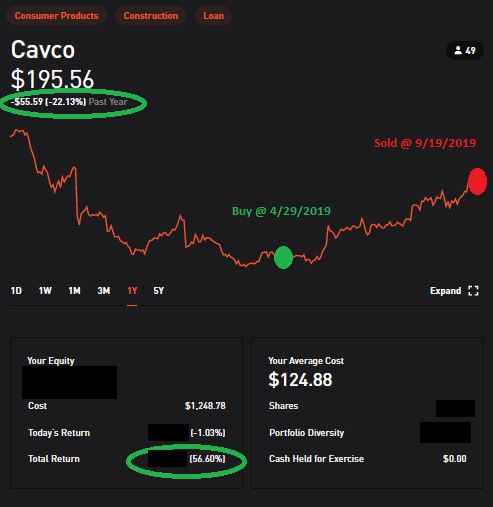 Consumer Products Construction Loan
Cavco
49
$195.56
-$55.59 (-22.13%) Past Year
Sold @ 9/19/2019
Buy @ 4/29/2019
1D 1W 1M 3M 1Y 5Y Expand
Your Equity
Cost $1,248.78
Today's Return (-1.03%)
Total Return (56.60%)
Your Average Cost
$124.88
Shares
Portfolio Diversity
Cash Held for Exercise $0.00